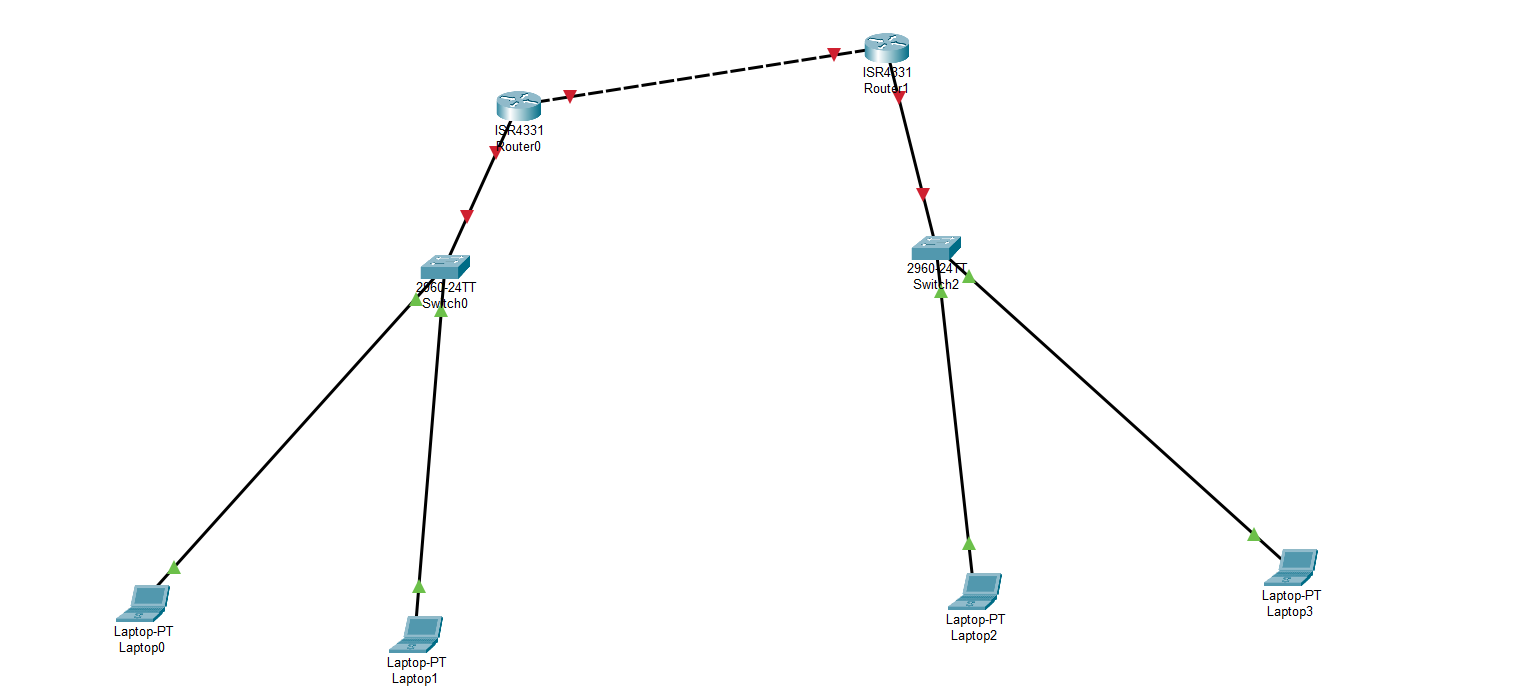 ISR4331
Router1
ISR4331
Router0
2960-24TT
Switch2
2960-24TT
Switch0
Laptop-PT
Laptop3
Laptop-PT
Laptop2
Laptop-PT
Laptop0
Laptop-PT
Laptop1